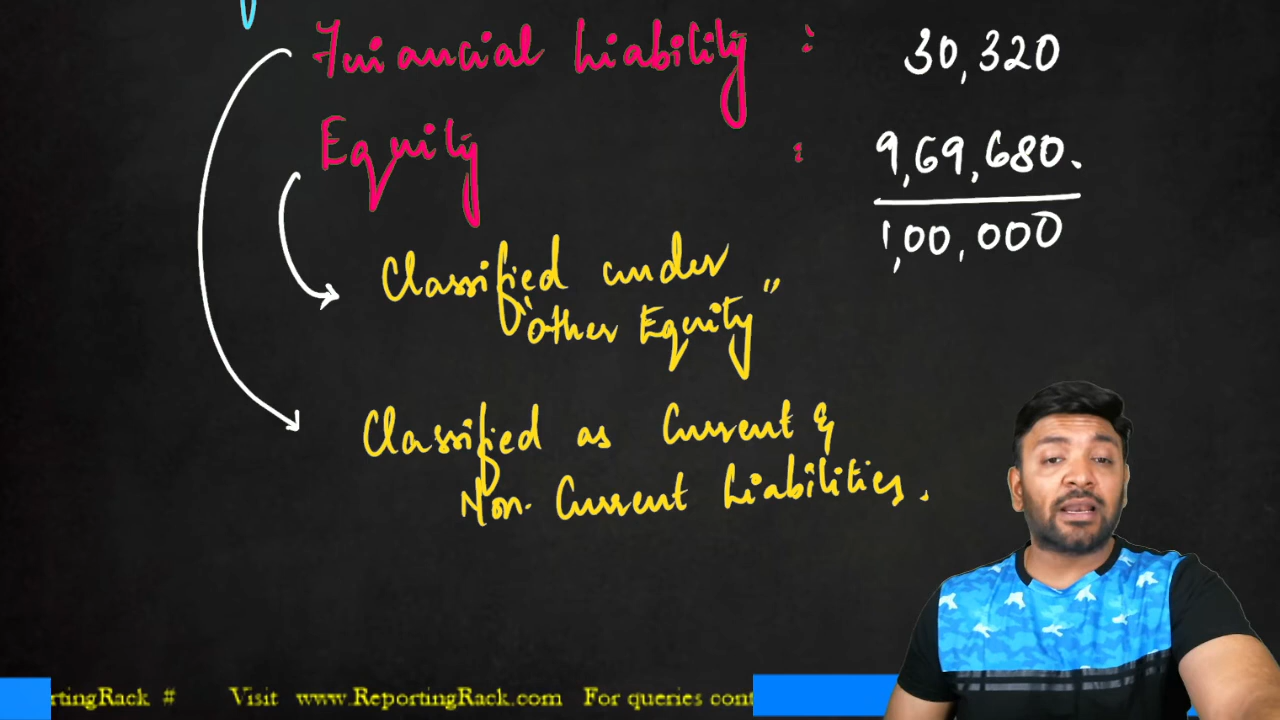 Financial Liability : 30,320
Equity : 9,69,680.
1,00,000
Classified under
"other Equity"
Classified as Current &
Non-Current Liabilities.
rtingRack # Visit www.ReportingRack.com For queries cont